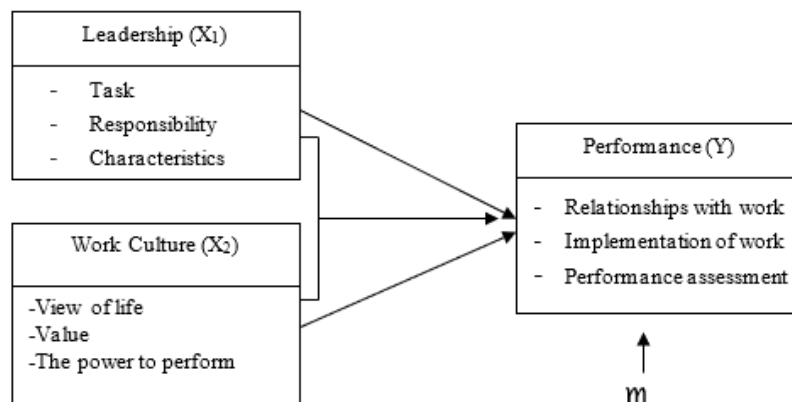 Leadership (X₁)
- Task
- Responsibility
- Characteristics
Work Culture (X₂)
-View of life
-Value
-The power to perform
Performance (Y)
- Relationships with work
- Implementation of work
- Performance assessment
m